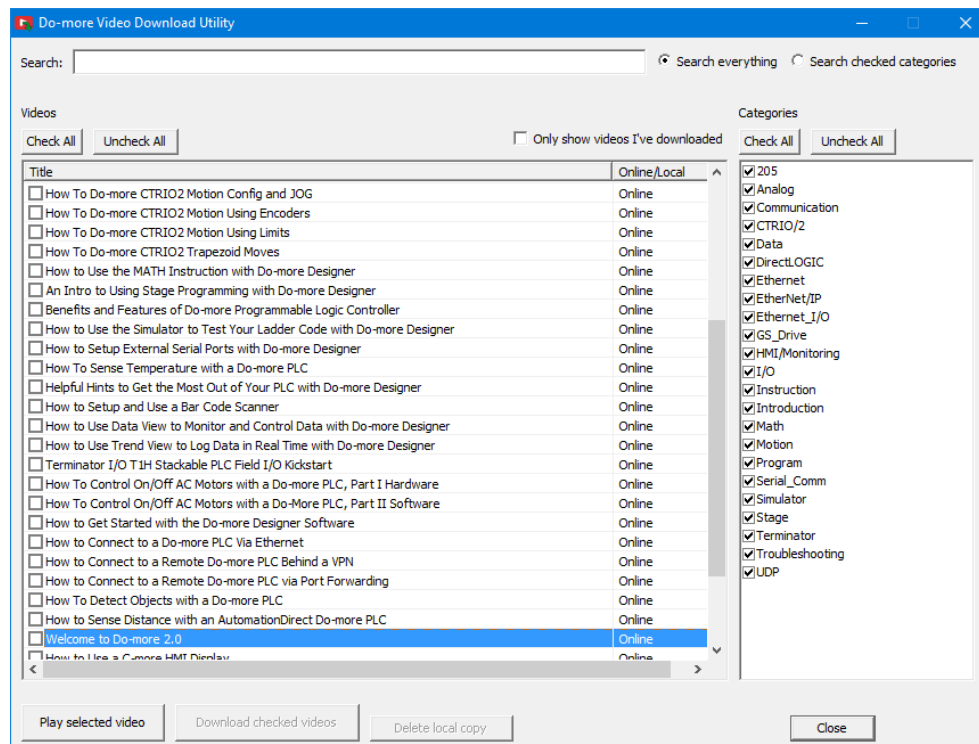 Do-more Video Download Utility
Search: Search everything Search checked categories
Videos Categories
Check All Uncheck All Only show videos I've downloaded Check All Uncheck All
Title Online/Local
How To Do-more CTRIO2 Motion Config and JOG Online
How To Do-more CTRIO2 Motion Using Encoders Online
How To Do-more CTRIO2 Motion Using Limits Online
How To Do-more CTRIO2 Trapezoid Moves Online
How to Use the MATH Instruction with Do-more Designer Online
An Intro to Using Stage Programming with Do-more Designer Online
Benefits and Features of Do-more Programmable Logic Controller Online
How to Use the Simulator to Test Your Ladder Code with Do-more Designer Online
How to Setup External Serial Ports with Do-more Designer Online
How To Sense Temperature with a Do-more PLC Online
Helpful Hints to Get the Most Out of Your PLC with Do-more Designer Online
How to Setup and Use a Bar Code Scanner Online
How to Use Data View to Monitor and Control Data with Do-more Designer Online
How to Use Trend View to Log Data in Real Time with Do-more Designer Online
Terminator I/O T1H Stackable PLC Field I/O Kickstart Online
How To Control On/Off AC Motors with a Do-more PLC, Part I Hardware Online
How To Control On/Off AC Motors with a Do-More PLC, Part II Software Online
How to Get Started with the Do-more Designer Software Online
How to Connect to a Do-more PLC Via Ethernet Online
How to Connect to a Remote Do-more PLC Behind a VPN Online
How to Connect to a Remote Do-more PLC via Port Forwarding Online
How To Detect Objects with a Do-more PLC Online
How to Sense Distance with an AutomationDirect Do-more PLC Online
Welcome to Do-more 2.0 Online
How to Use a C-more HMI Display Online
205
Analog
Communication
CTRIO/2
Data
DirectLOGIC
Ethernet
EtherNet/IP
Ethernet_I/O
GS_Drive
HMI/Monitoring
I/O
Instruction
Introduction
Math
Motion
Program
Serial_Comm
Simulator
Stage
Terminator
Troubleshooting
UDP
Play selected video Download checked videos Delete local copy Close